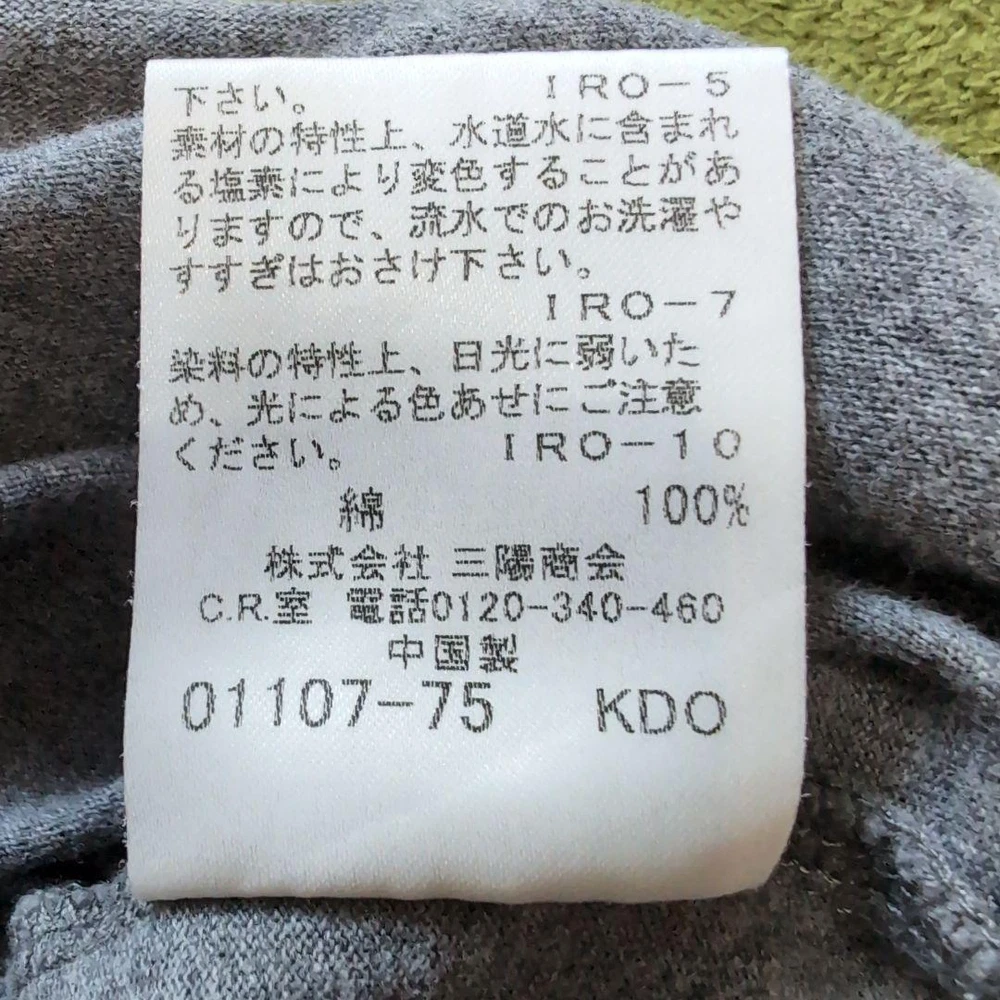 下さい。 IRO-5
素材の特性上、水道水に含まれ
る塩素により変色することがあ
りますので、流水でのお洗濯や
すすぎはおさけ下さい。
IRO-7
染料の特性上、日光に弱いた
め、光による色あせにご注意
ください。 IRO-10
綿 100%
株式会社 三陽商会
C.R.室 電話0120-340-460
中国製
01107-75 KDO